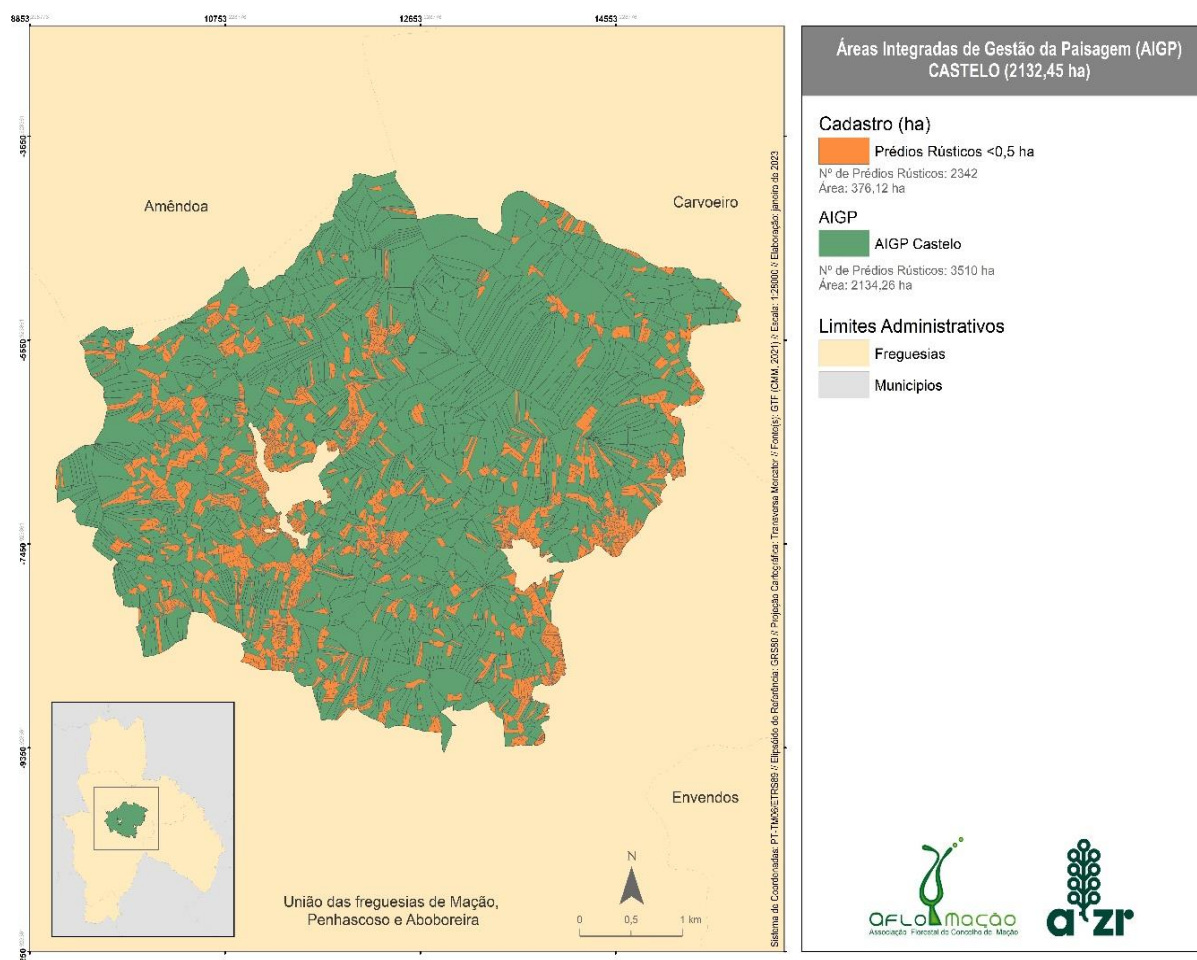 8853
10753
12653
14553
-3650
-5550
-7450
-9350
Amêndoa
Carvoeiro
Envendos
União das freguesias de Mação,
Penhascoso e Aboboreira
N
0 0,5 1 km
Sistema de Coordenadas: PT-TM06/ETRS89 // Elipsóide de Referência: GRS80 // Projeção Cartográfica: Transversa Mercator // Fonte(s): GTF (CMM, 2021) // Escala: 1:25000 // Elaboração: janeiro de 2023
Áreas Integradas de Gestão da Paisagem (AIGP)
CASTELO (2132,45 ha)
Cadastro (ha)
Prédios Rústicos <0,5 ha
Nº de Prédios Rústicos: 2342
Área: 376,12 ha
AIGP
AIGP Castelo
Nº de Prédios Rústicos: 3510 ha
Área: 2134,26 ha
Limites Administrativos
Freguesias
Municípios
aflomação
Associação Florestal do Concelho de Mação
a zr